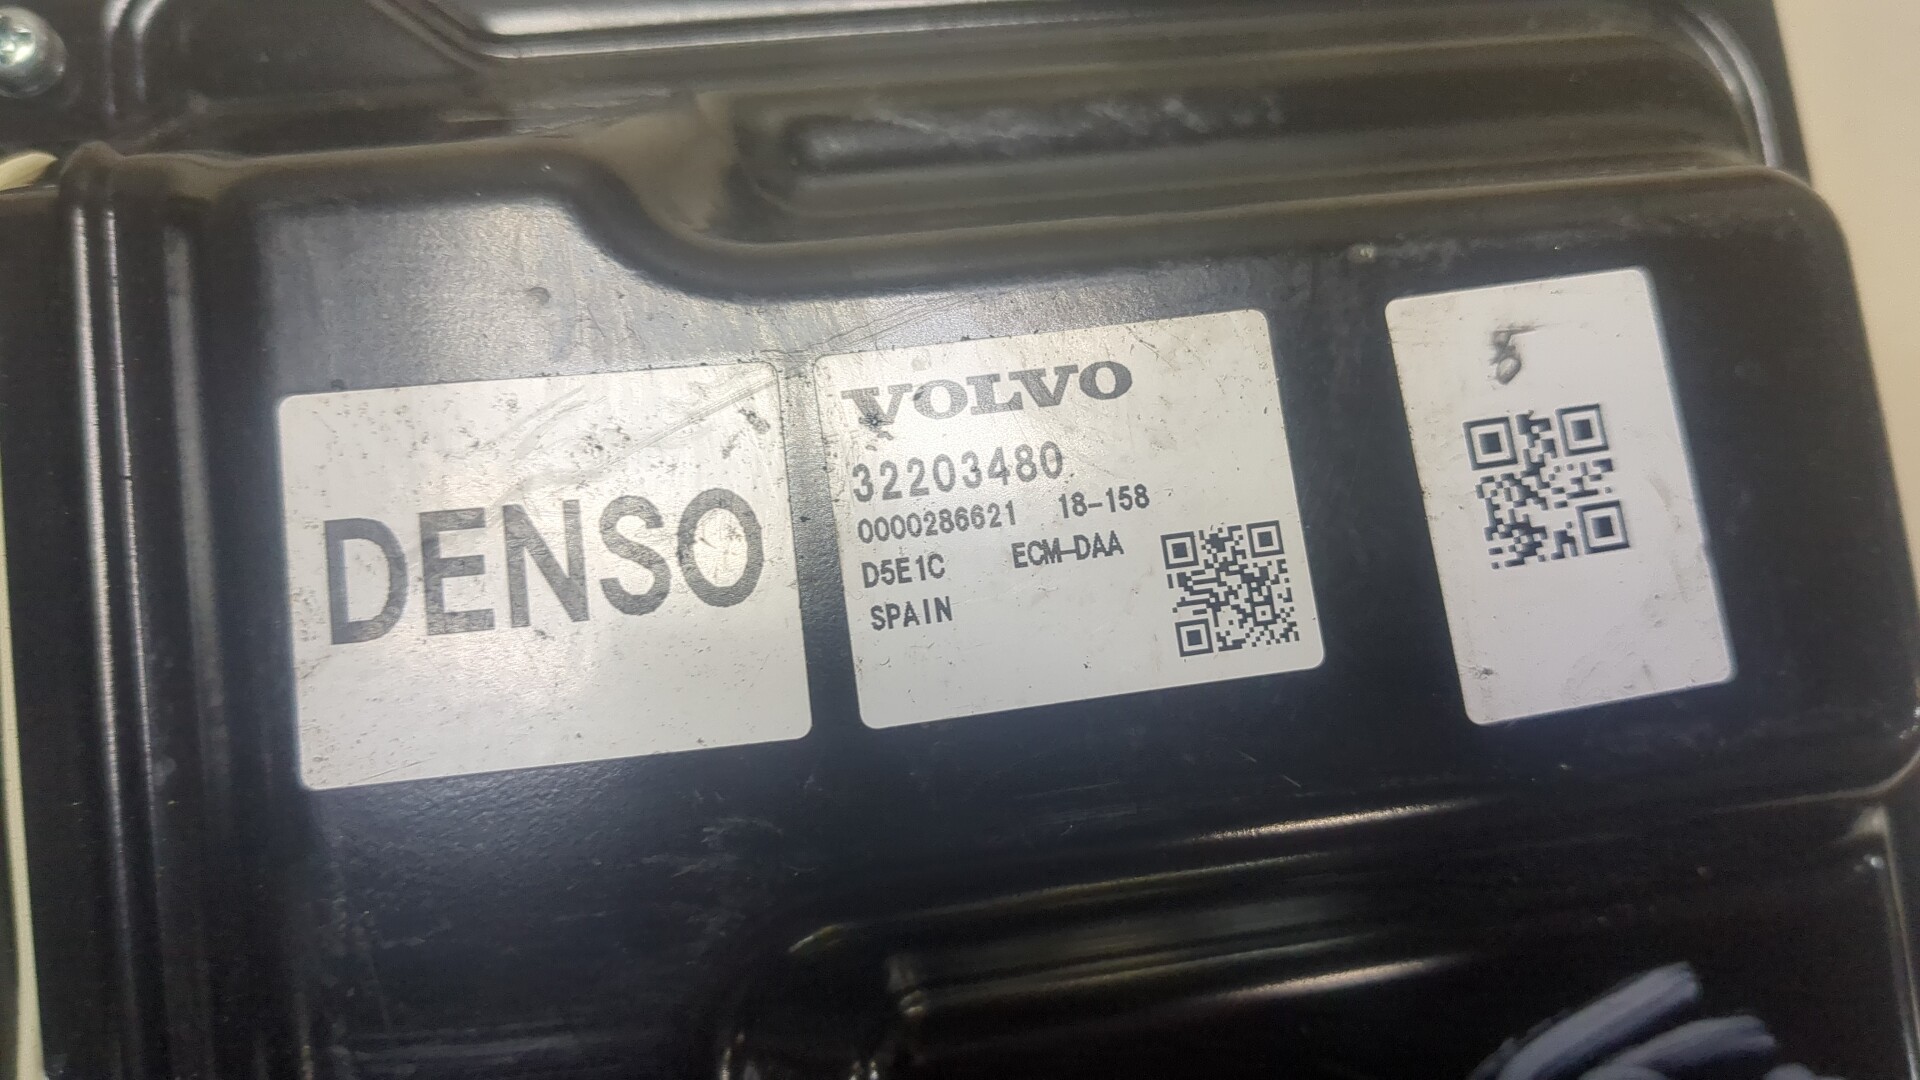 DENSO
VOLVO
32203480
0000286621 18-158
D5E1C ECM-DAA
SPAIN